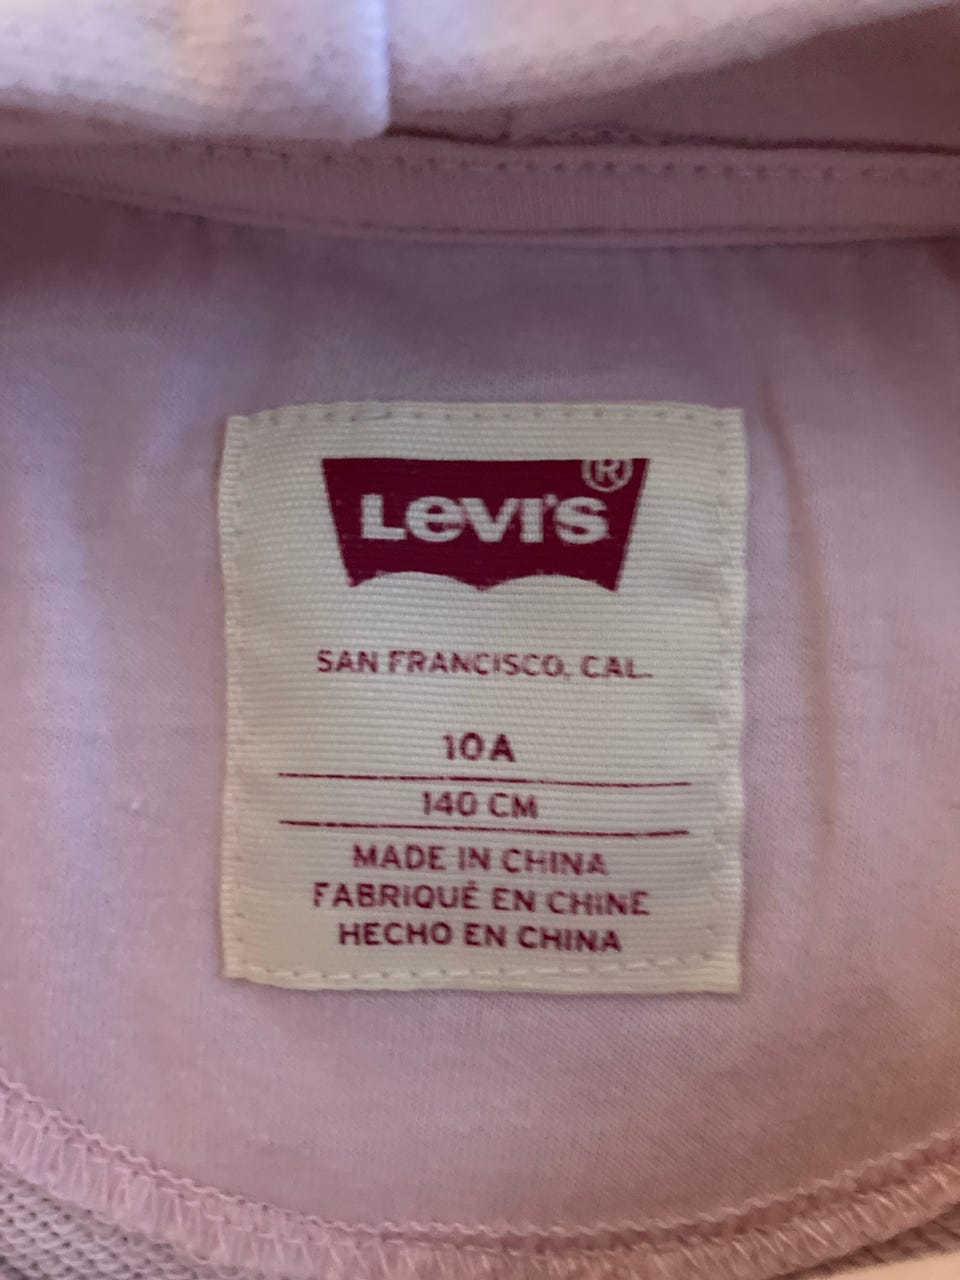 LEVI'S®
SAN FRANCISCO, CAL.
10A
140 CM
MADE IN CHINA
FABRIQUÉ EN CHINE
HECHO EN CHINA